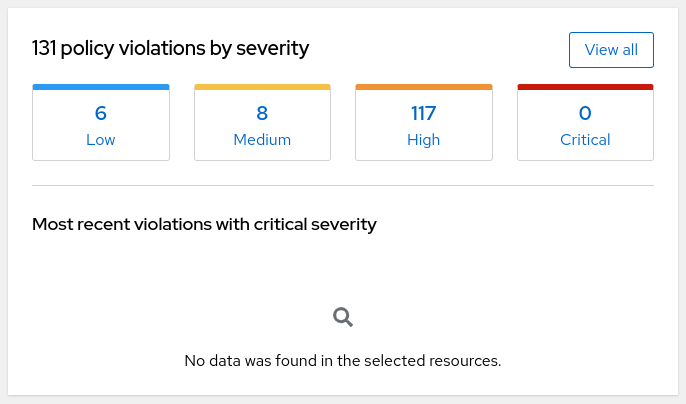 131 policy violations by severity
View all
6
Low
8
Medium
117
High
0
Critical
Most recent violations with critical severity
No data was found in the selected resources.